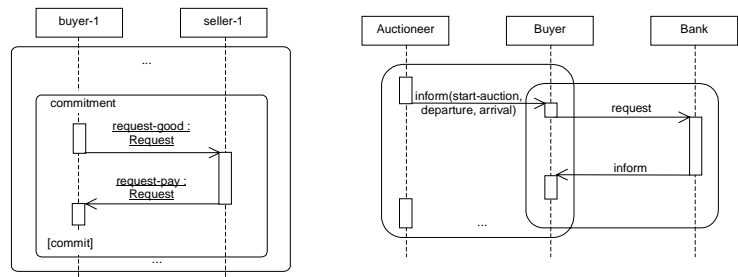 buyer-1
seller-1
...
commitment
request-good :
Request
request-pay :
Request
[commit]
...
Auctioneer
Buyer
Bank
inform(start-auction,
departure, arrival)
request
inform
...